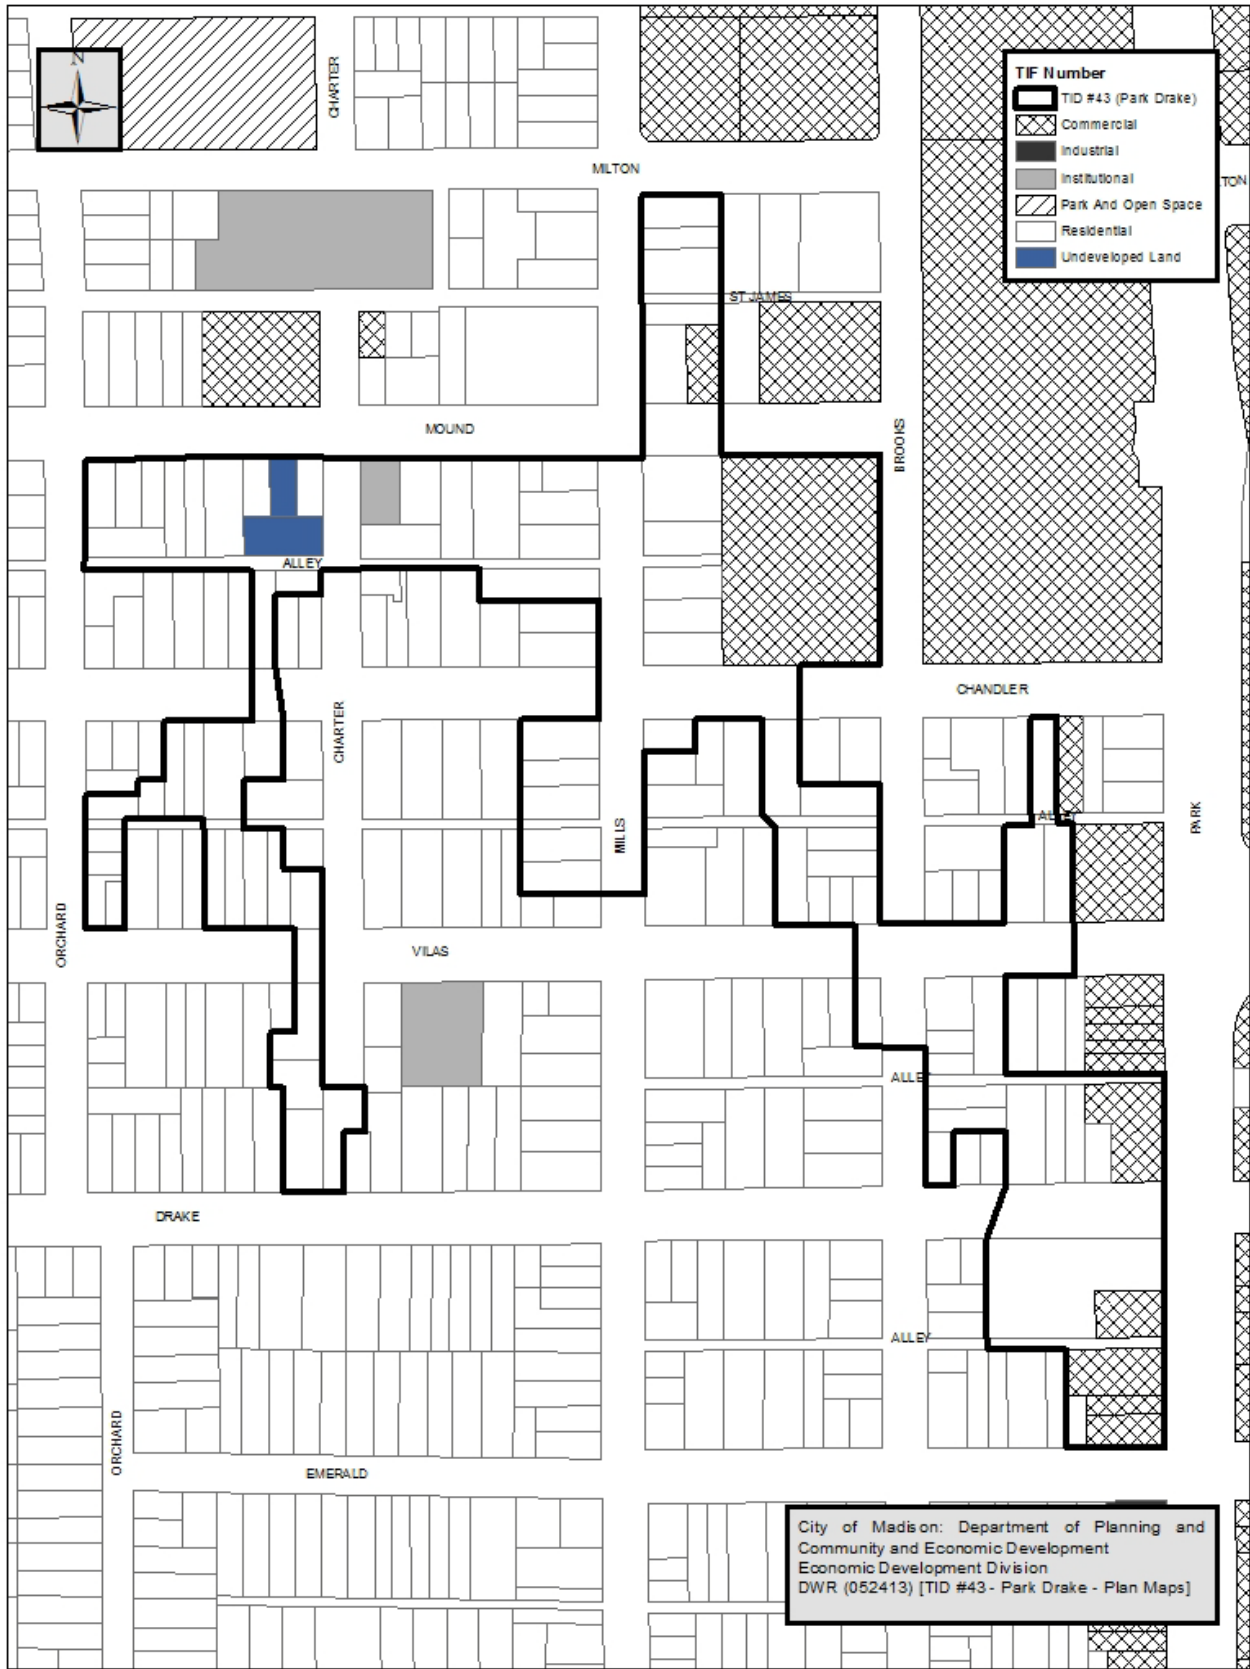 N
CHARTER
TIF Number
TID #43 (Park Drake)
Commercial
Industrial
Institutional
Park And Open Space
Residential
Undeveloped Land
MILTON
TON
ST JAMES
MOUND
BROOKS
ALLEY
CHANDLER
CHARTER
MILLS
PARK
ORCHARD
VILAS
ALLEY
DRAKE
ALLEY
ORCHARD
EMERALD
City of Madison: Department of Planning and
Community and Economic Development
Economic Development Division
DWR (052413) [TID #43 - Park Drake - Plan Maps]